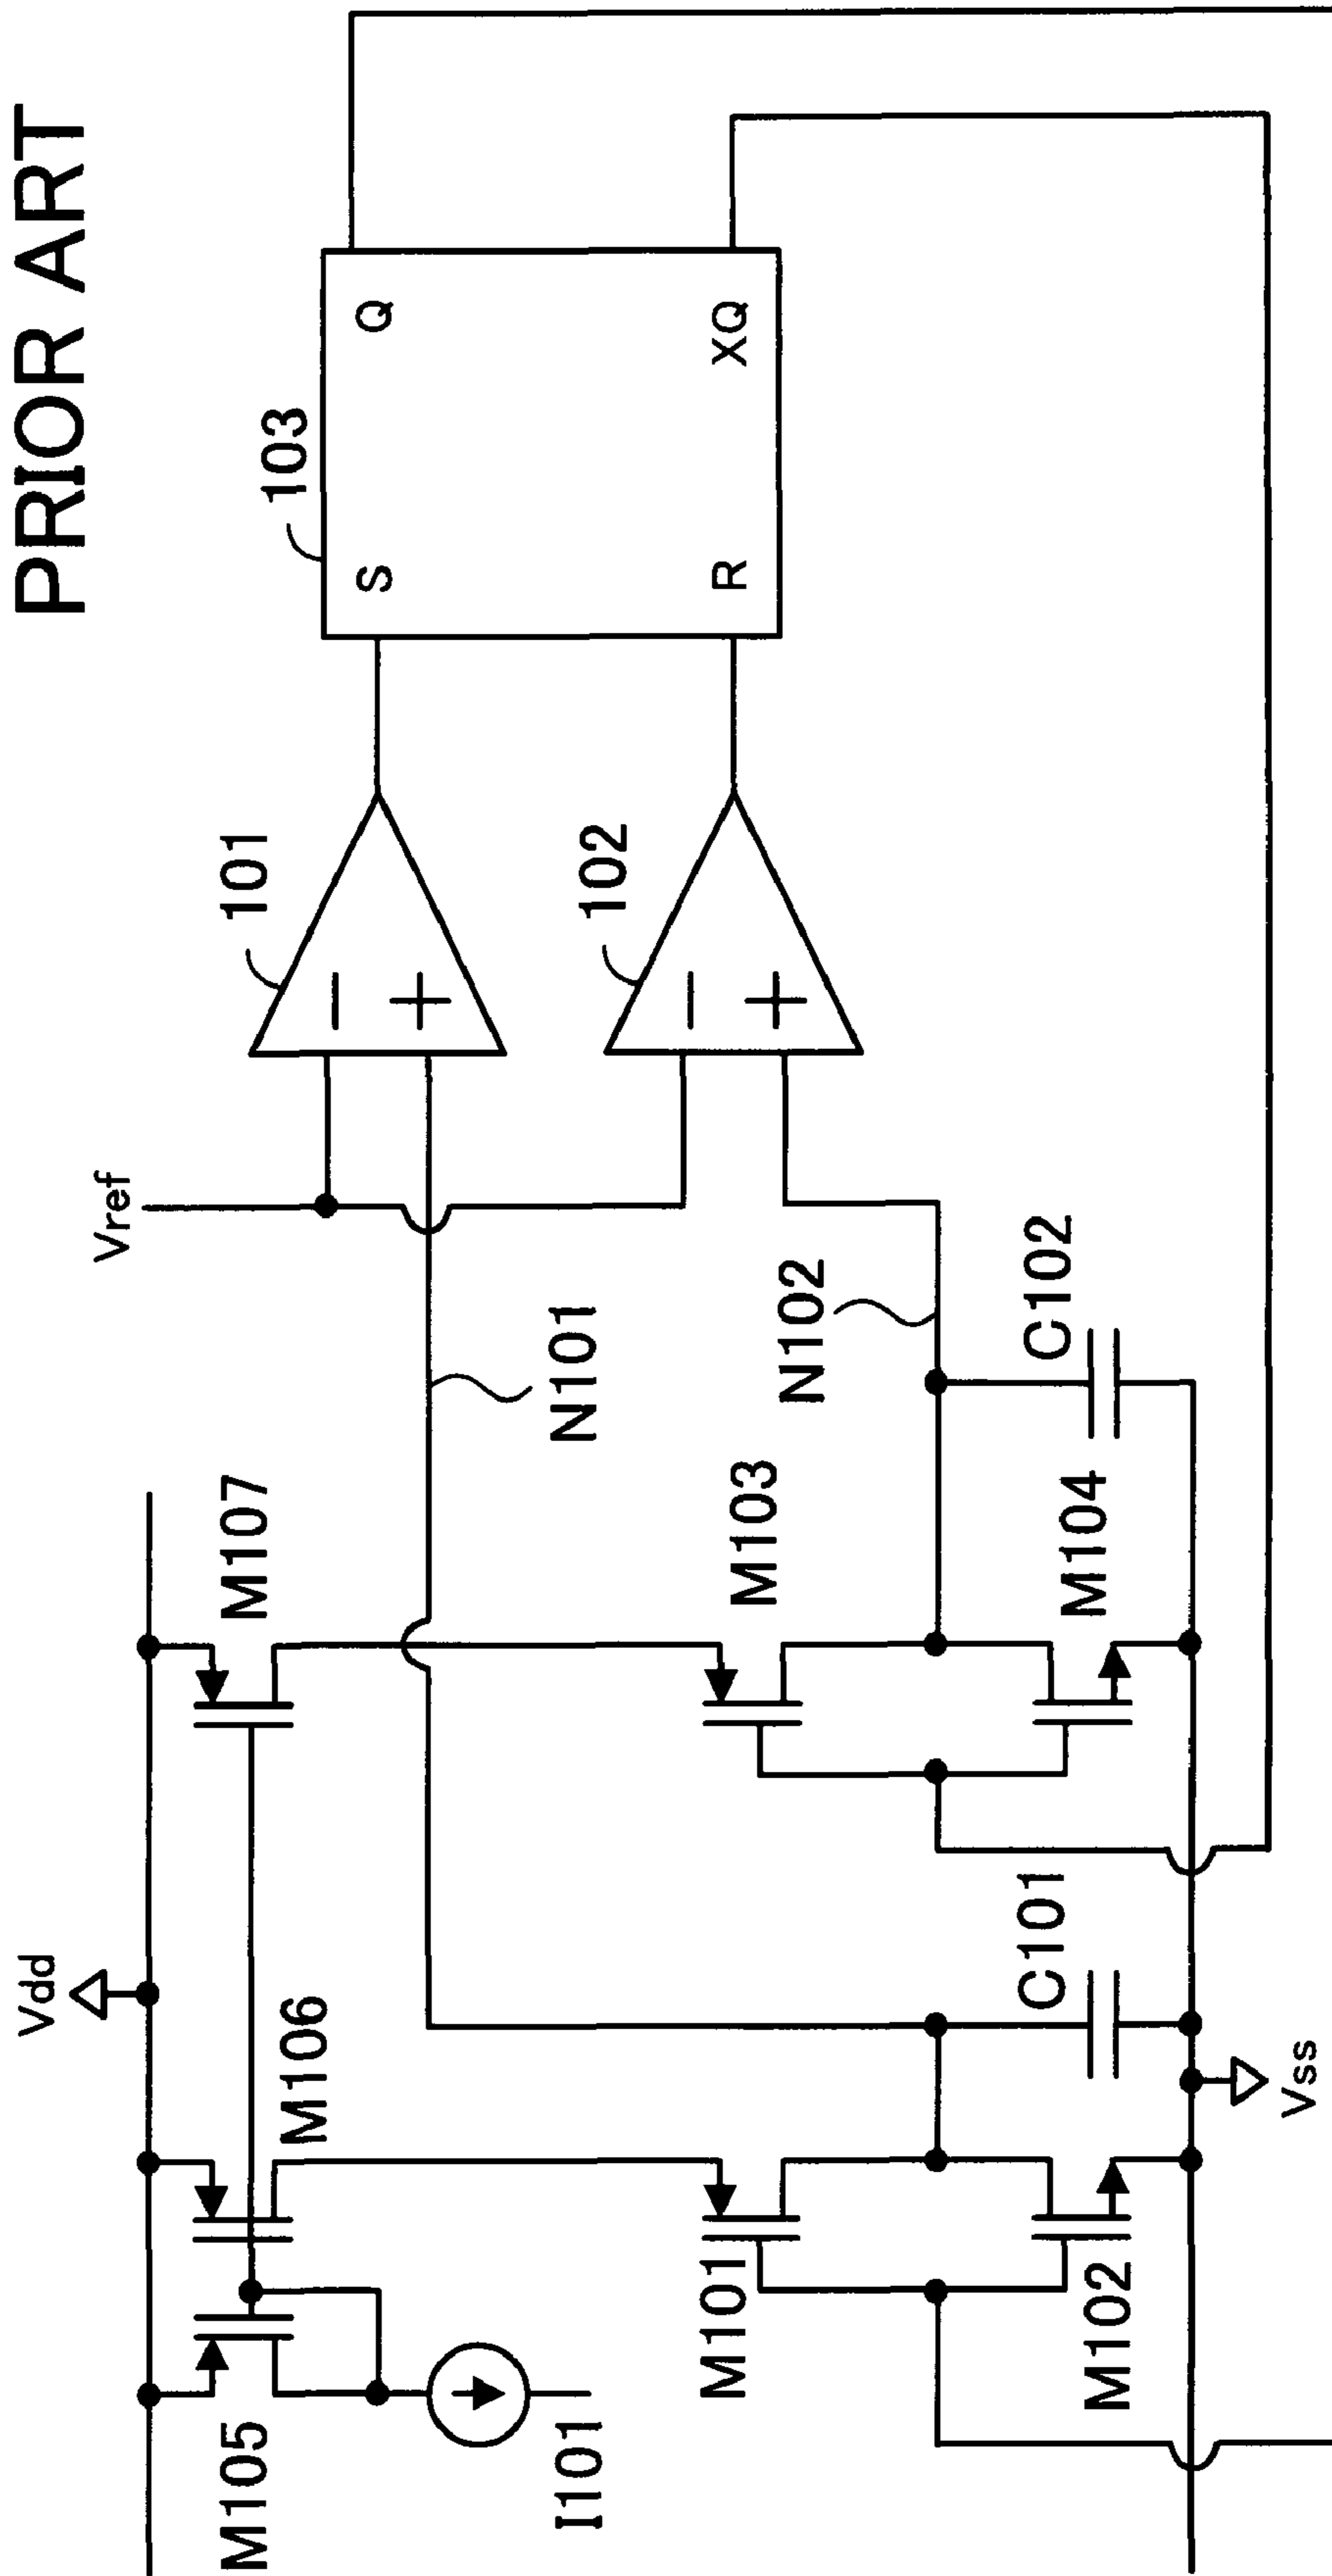 PRIOR ART
Vdd
Vref
M105
M106
M107
101
103
S
Q
I101
N101
−
+
102
−
+
R
XQ
M101
M103
N102
M102
C101
M104
C102
Vss